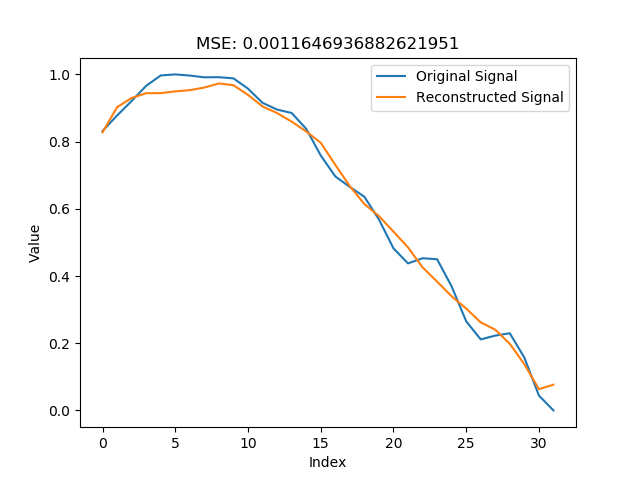 MSE: 0.0011646936882621951
Original Signal
Reconstructed Signal
Value
1.0
0.8
0.6
0.4
0.2
0.0
0 5 10 15 20 25 30
Index